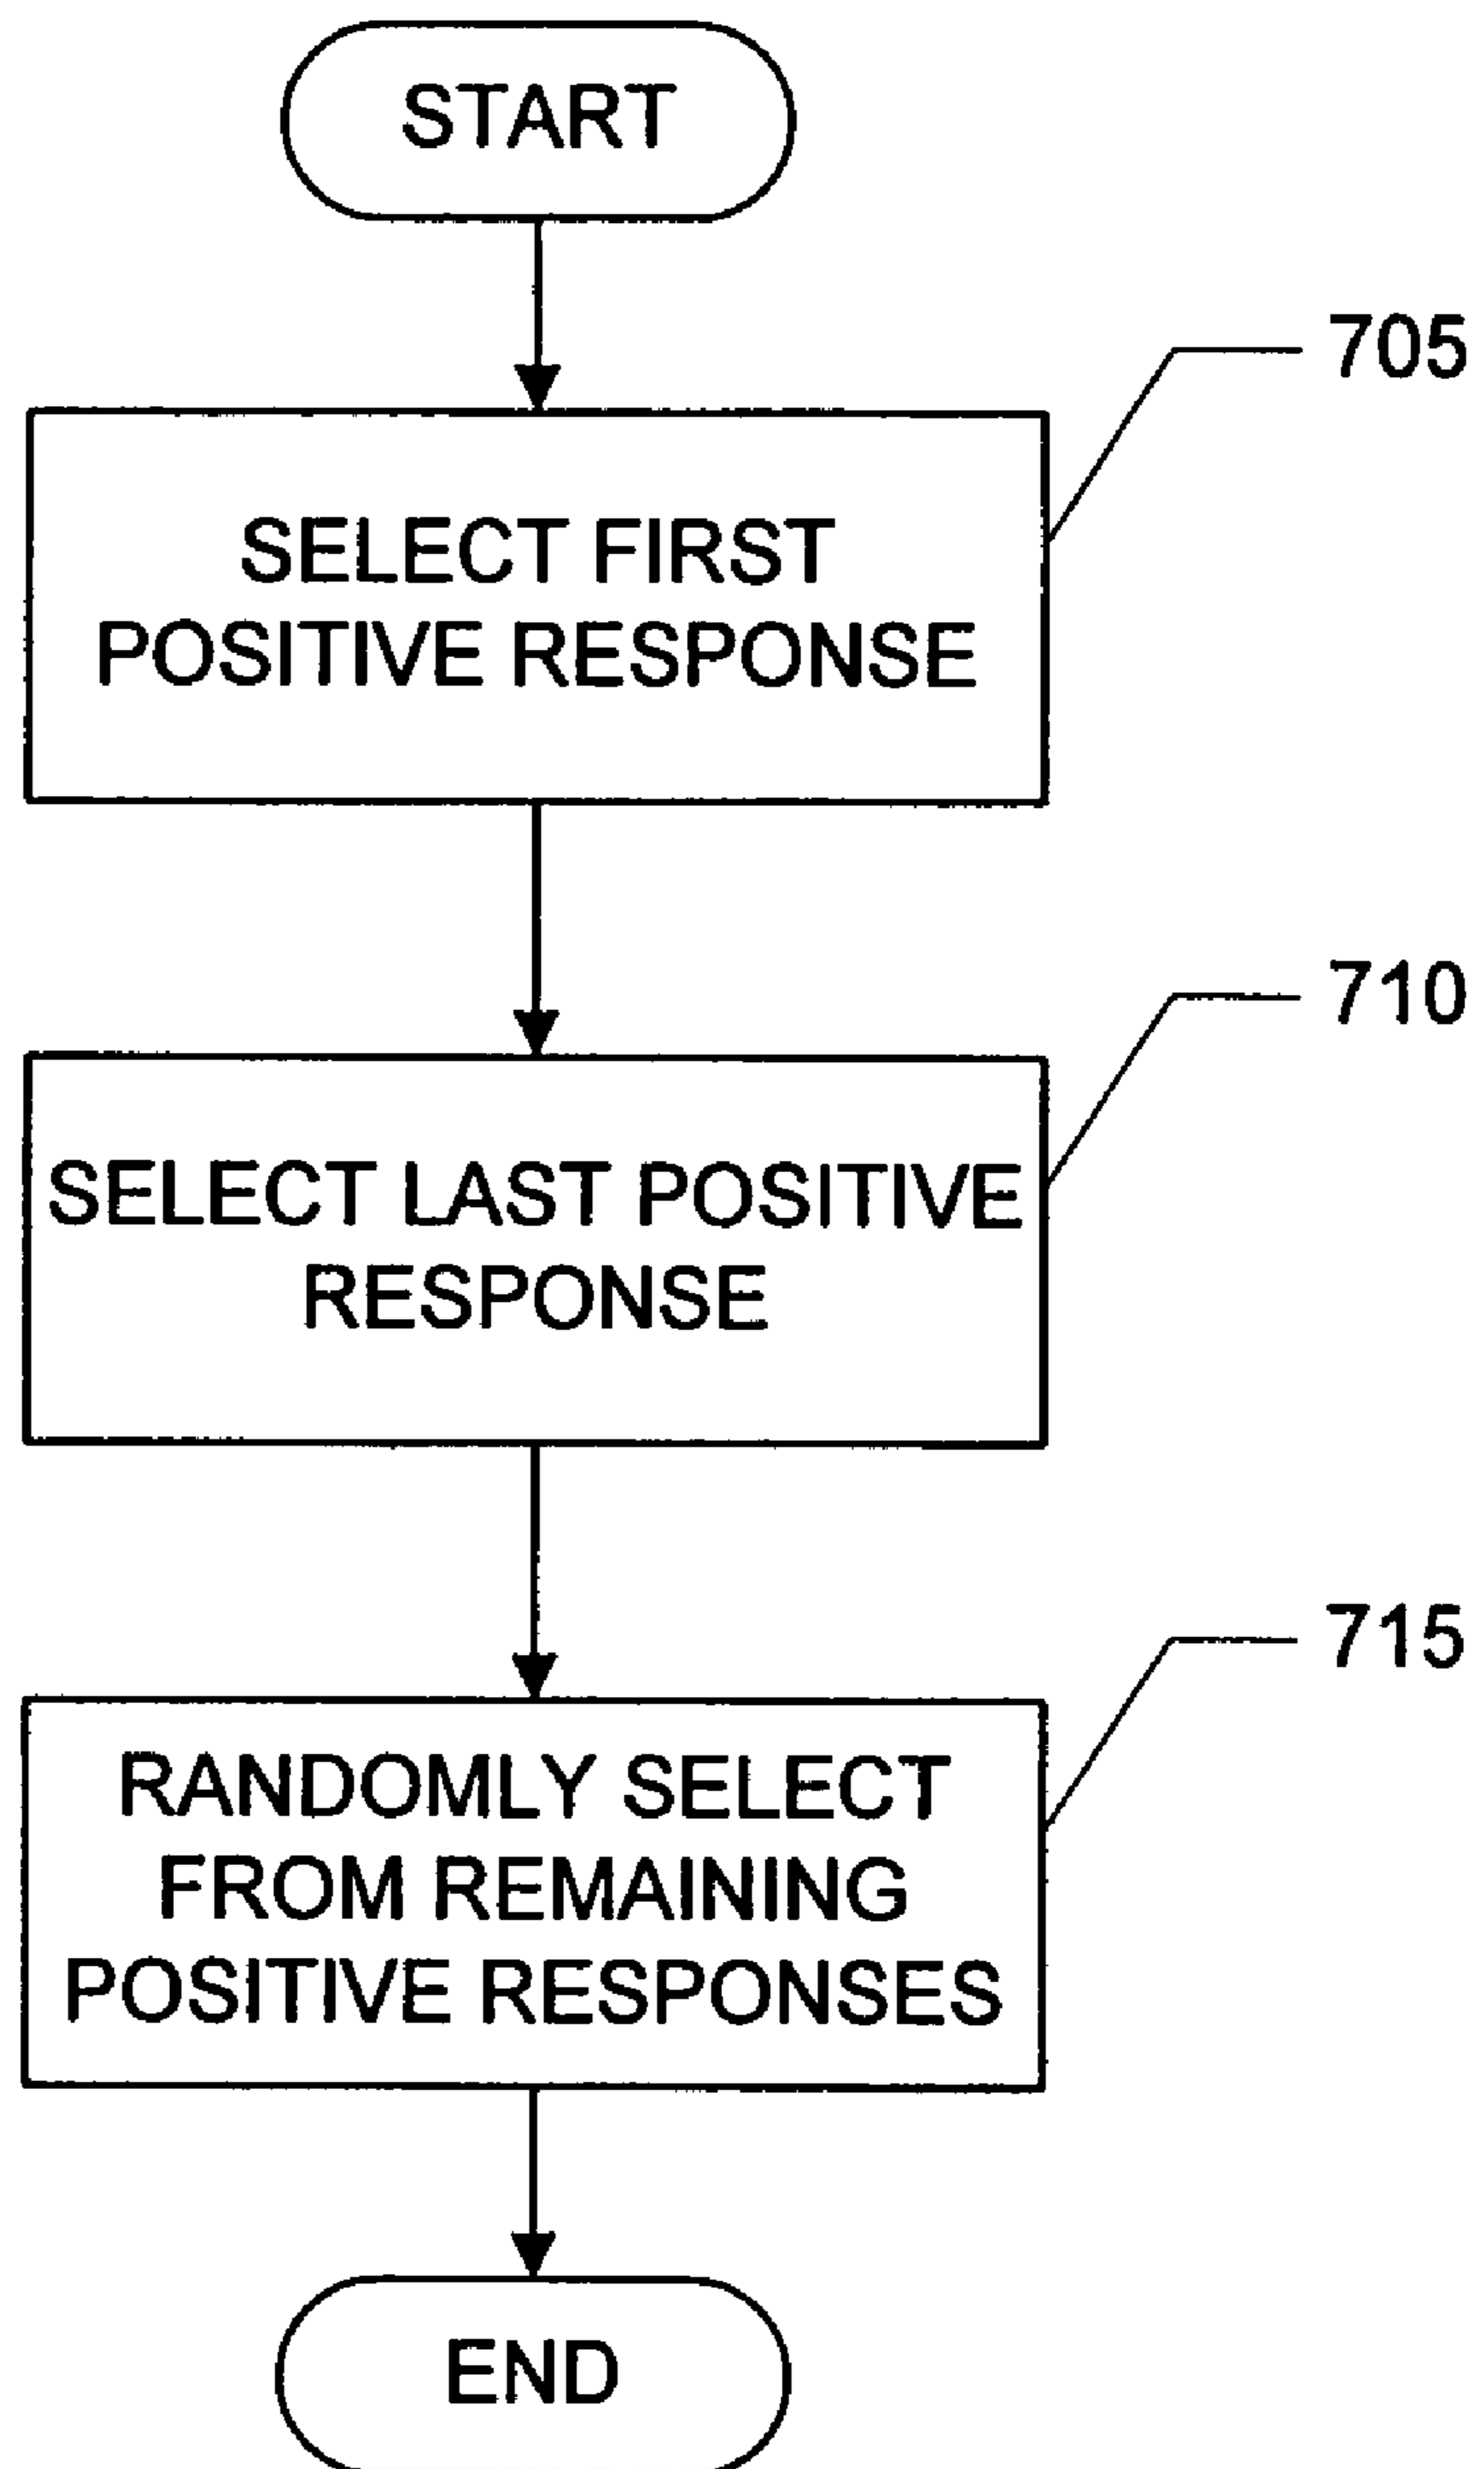 START
705
SELECT FIRST
POSITIVE RESPONSE
710
SELECT LAST POSITIVE
RESPONSE
715
RANDOMLY SELECT
FROM REMAINING
POSITIVE RESPONSES
END